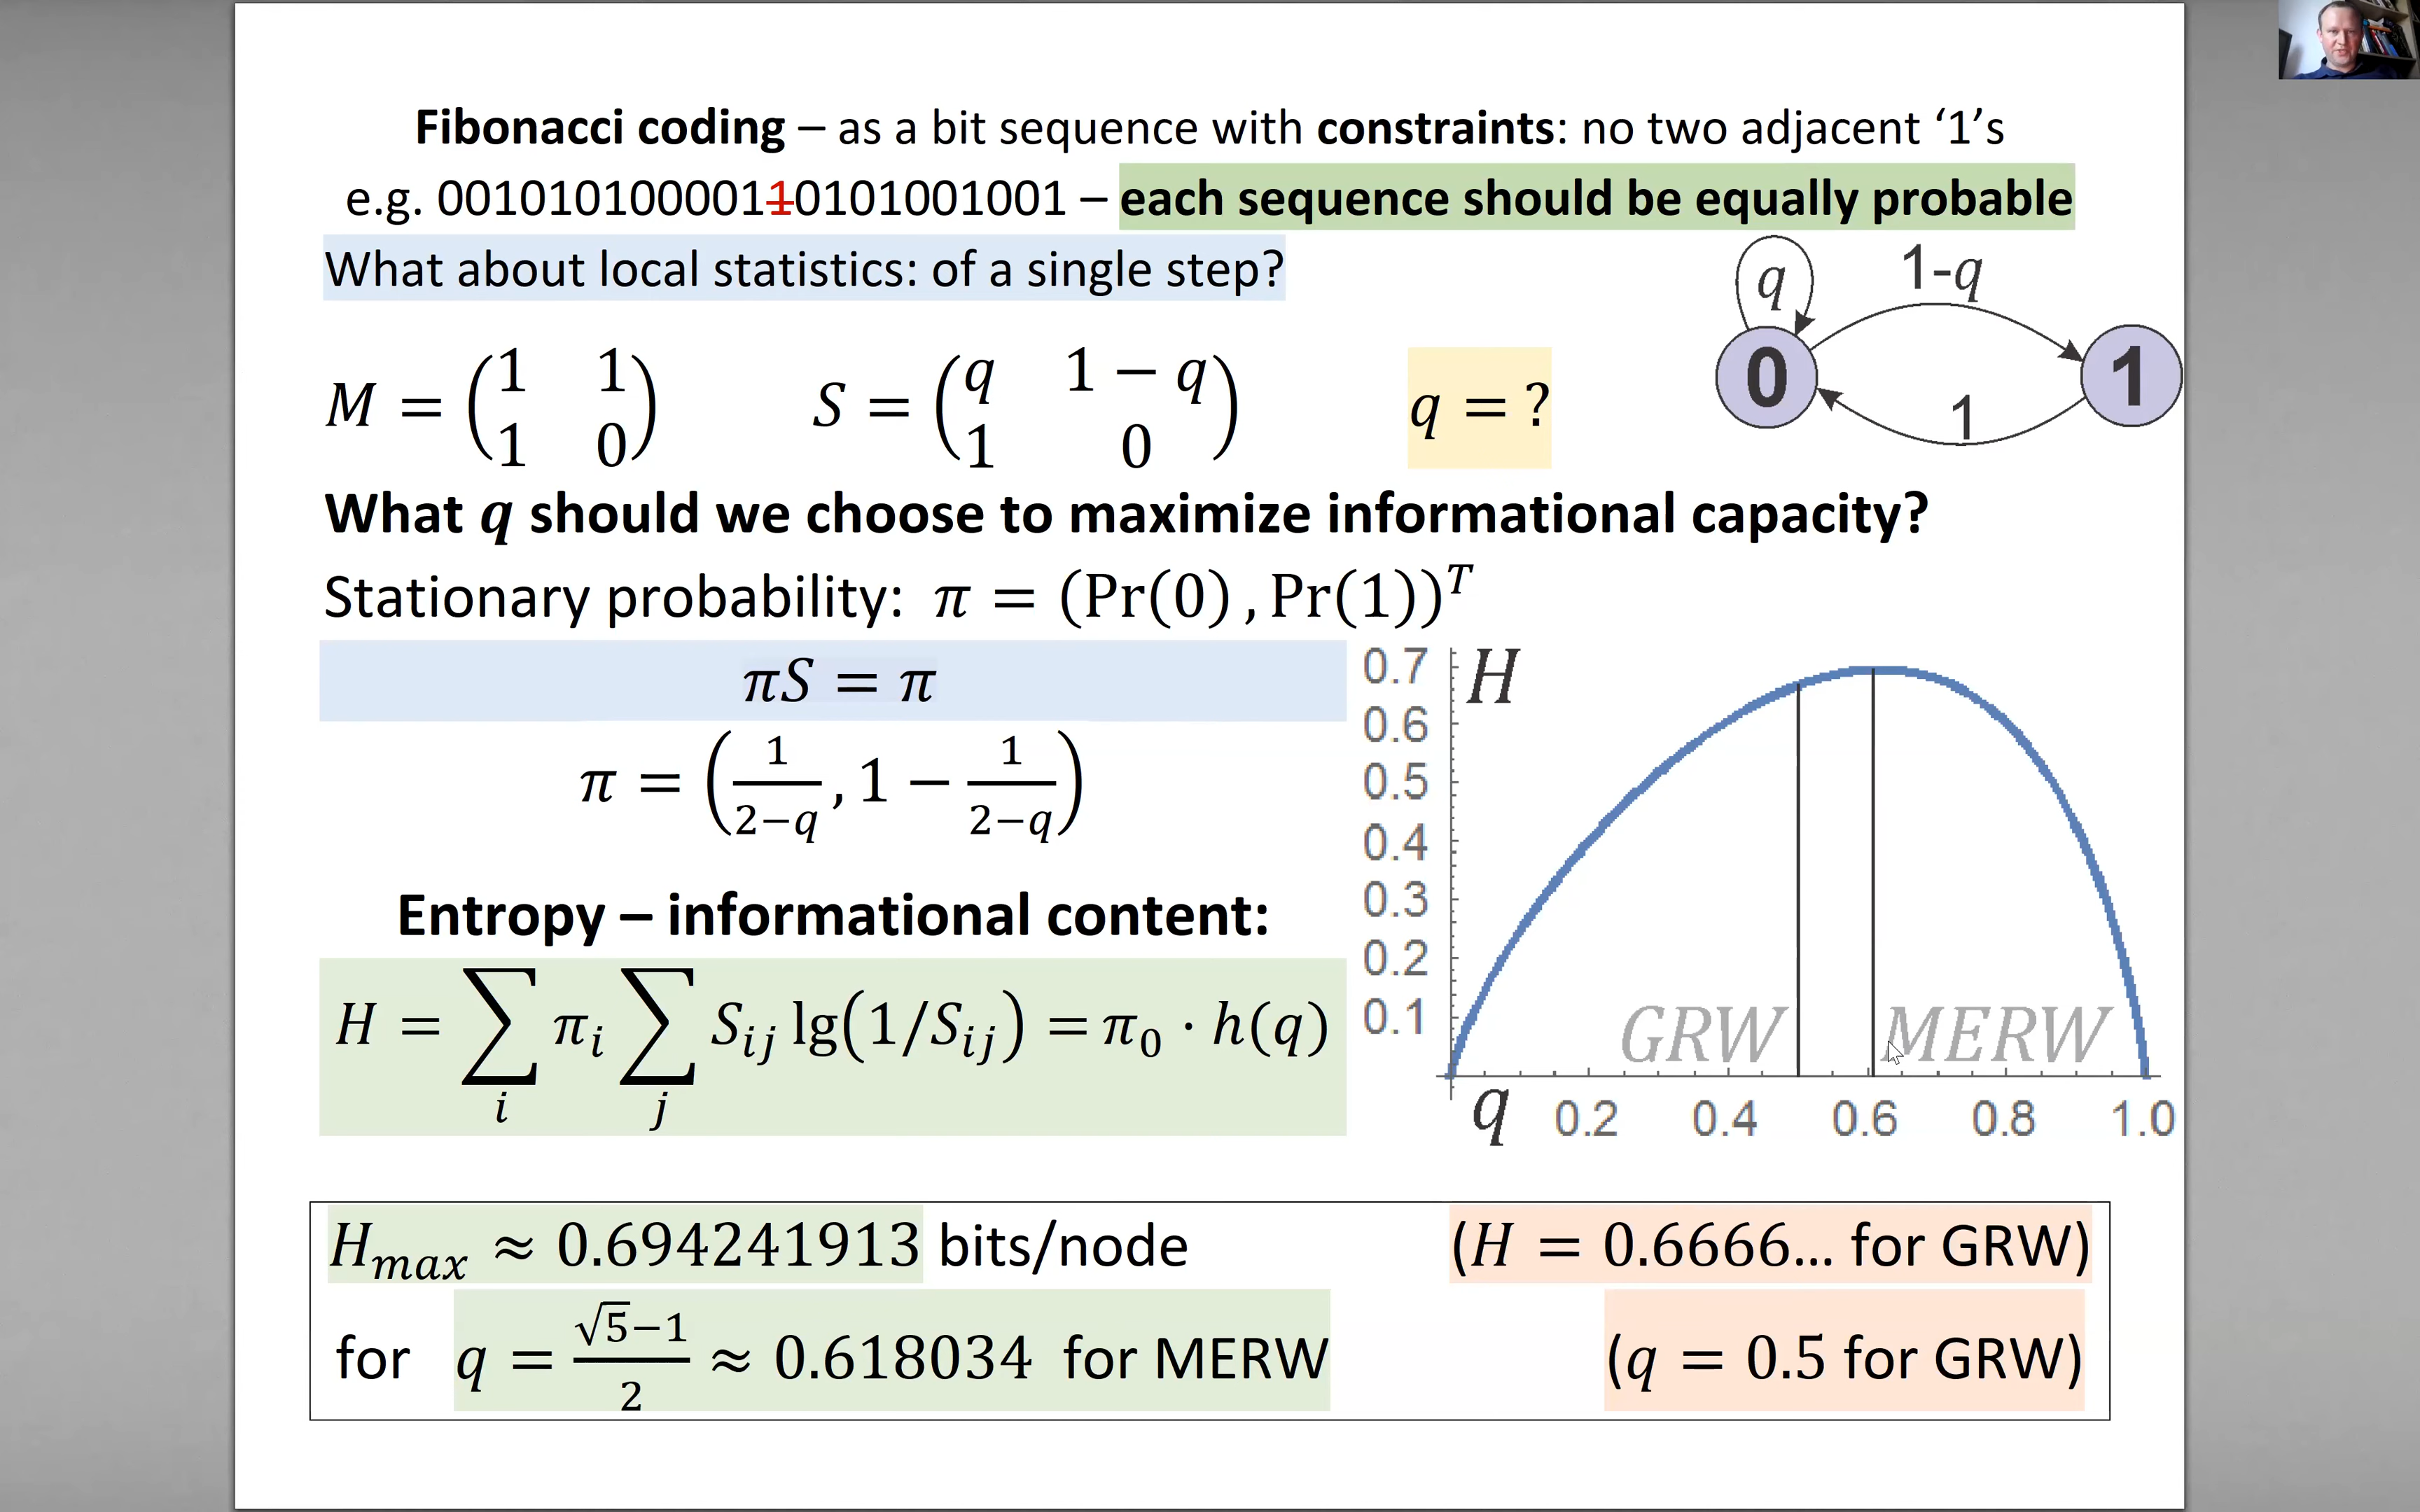 Fibonacci coding – as a bit sequence with constraints: no two adjacent ‘1’s
e.g. 00101010000110101001001 – each sequence should be equally probable
What about local statistics: of a single step?
q
1-q
0
1
1
M = (1 1; 1 0)
S = (q 1 − q; 1 0)
q = ?
What q should we choose to maximize informational capacity?
Stationary probability: π = (Pr(0) , Pr(1))^T
πS = π
π = (1/(2−q) , 1 − 1/(2−q))
Entropy – informational content:
H = ∑_i π_i ∑_j S_ij lg(1/S_ij) = π_0 · h(q)
H
0.7
0.6
0.5
0.4
0.3
0.2
0.1
GRW
MERW
q
0.2 0.4 0.6 0.8 1.0
H_max ≈ 0.694241913 bits/node
(H = 0.6666... for GRW)
for q = (√5−1)/2 ≈ 0.618034 for MERW
(q = 0.5 for GRW)